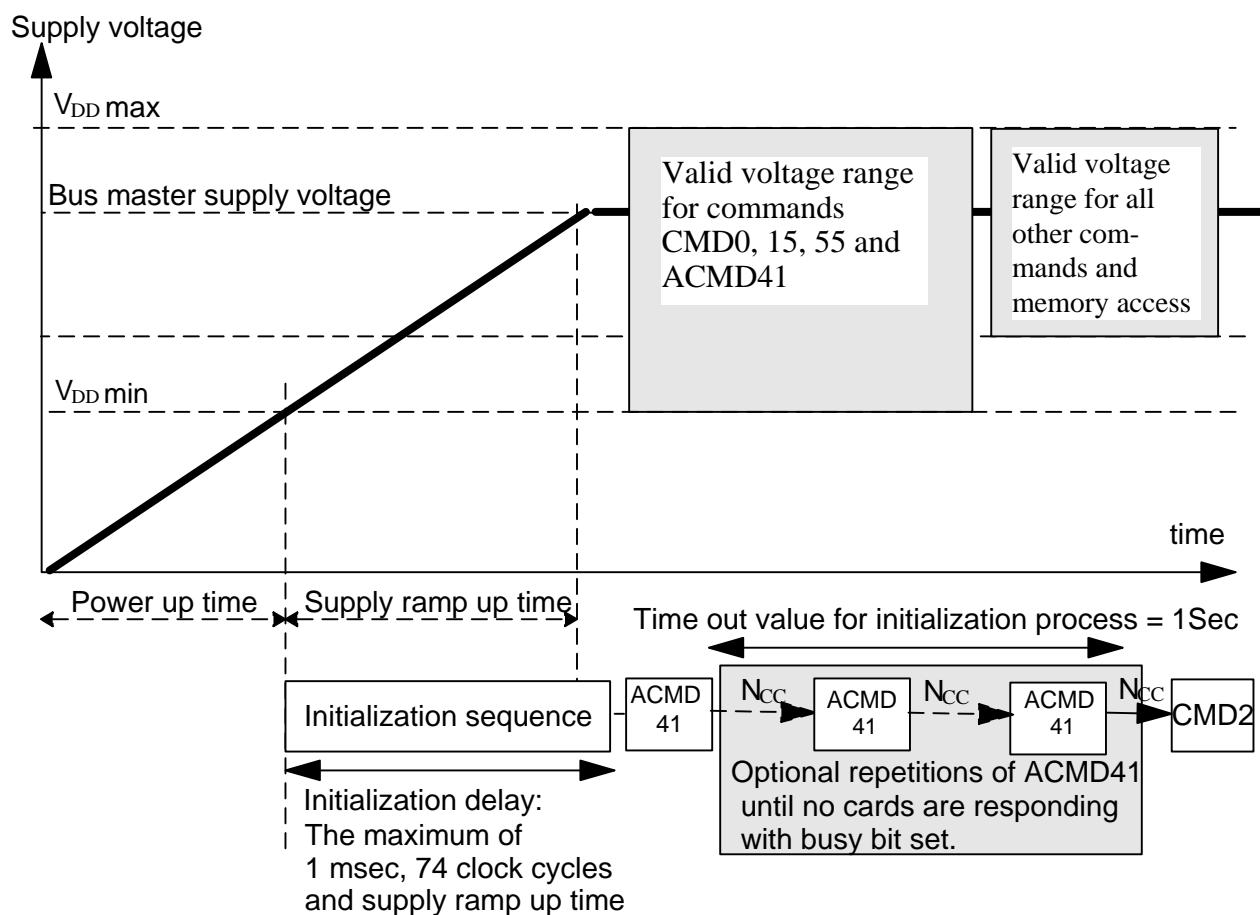 Supply voltage
VDD max
Bus master supply voltage
VDD min
Valid voltage range
for commands
CMD0, 15, 55 and
ACMD41
Valid voltage
range for all
other com-
mands and
memory access
time
Power up time
Supply ramp up time
Time out value for initialization process = 1Sec
Initialization sequence
ACMD
41
NCC
ACMD
41
NCC
ACMD
41
NCC
CMD2
Optional repetitions of ACMD41
until no cards are responding
with busy bit set.
Initialization delay:
The maximum of
1 msec, 74 clock cycles
and supply ramp up time